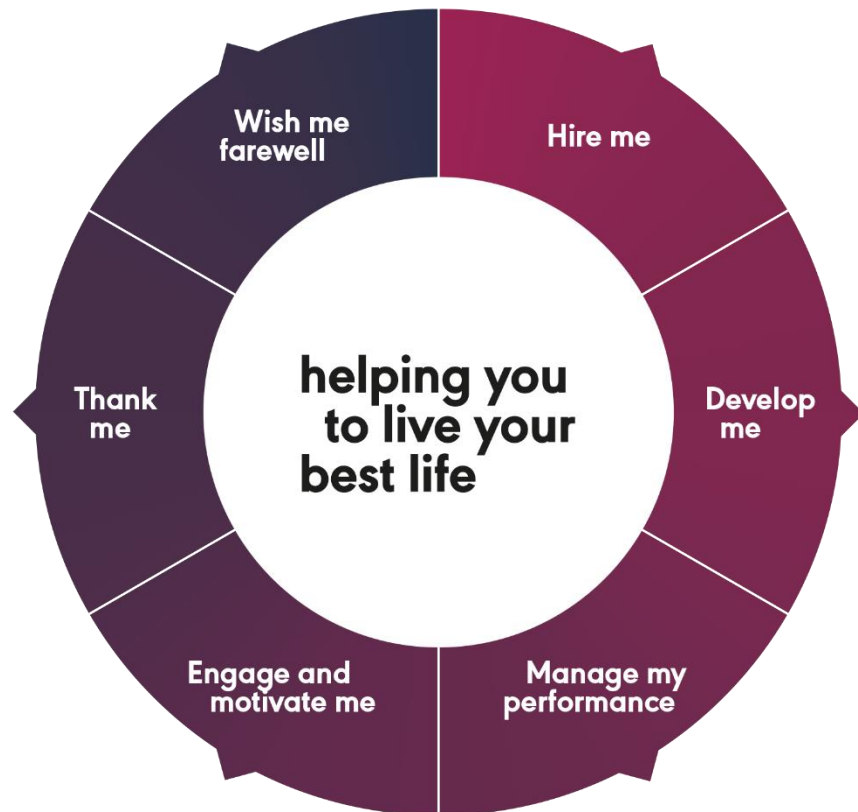 Hire me
Develop
me
Manage my
performance
Engage and
motivate me
Thank
me
Wish me
farewell
helping you
to live your
best life